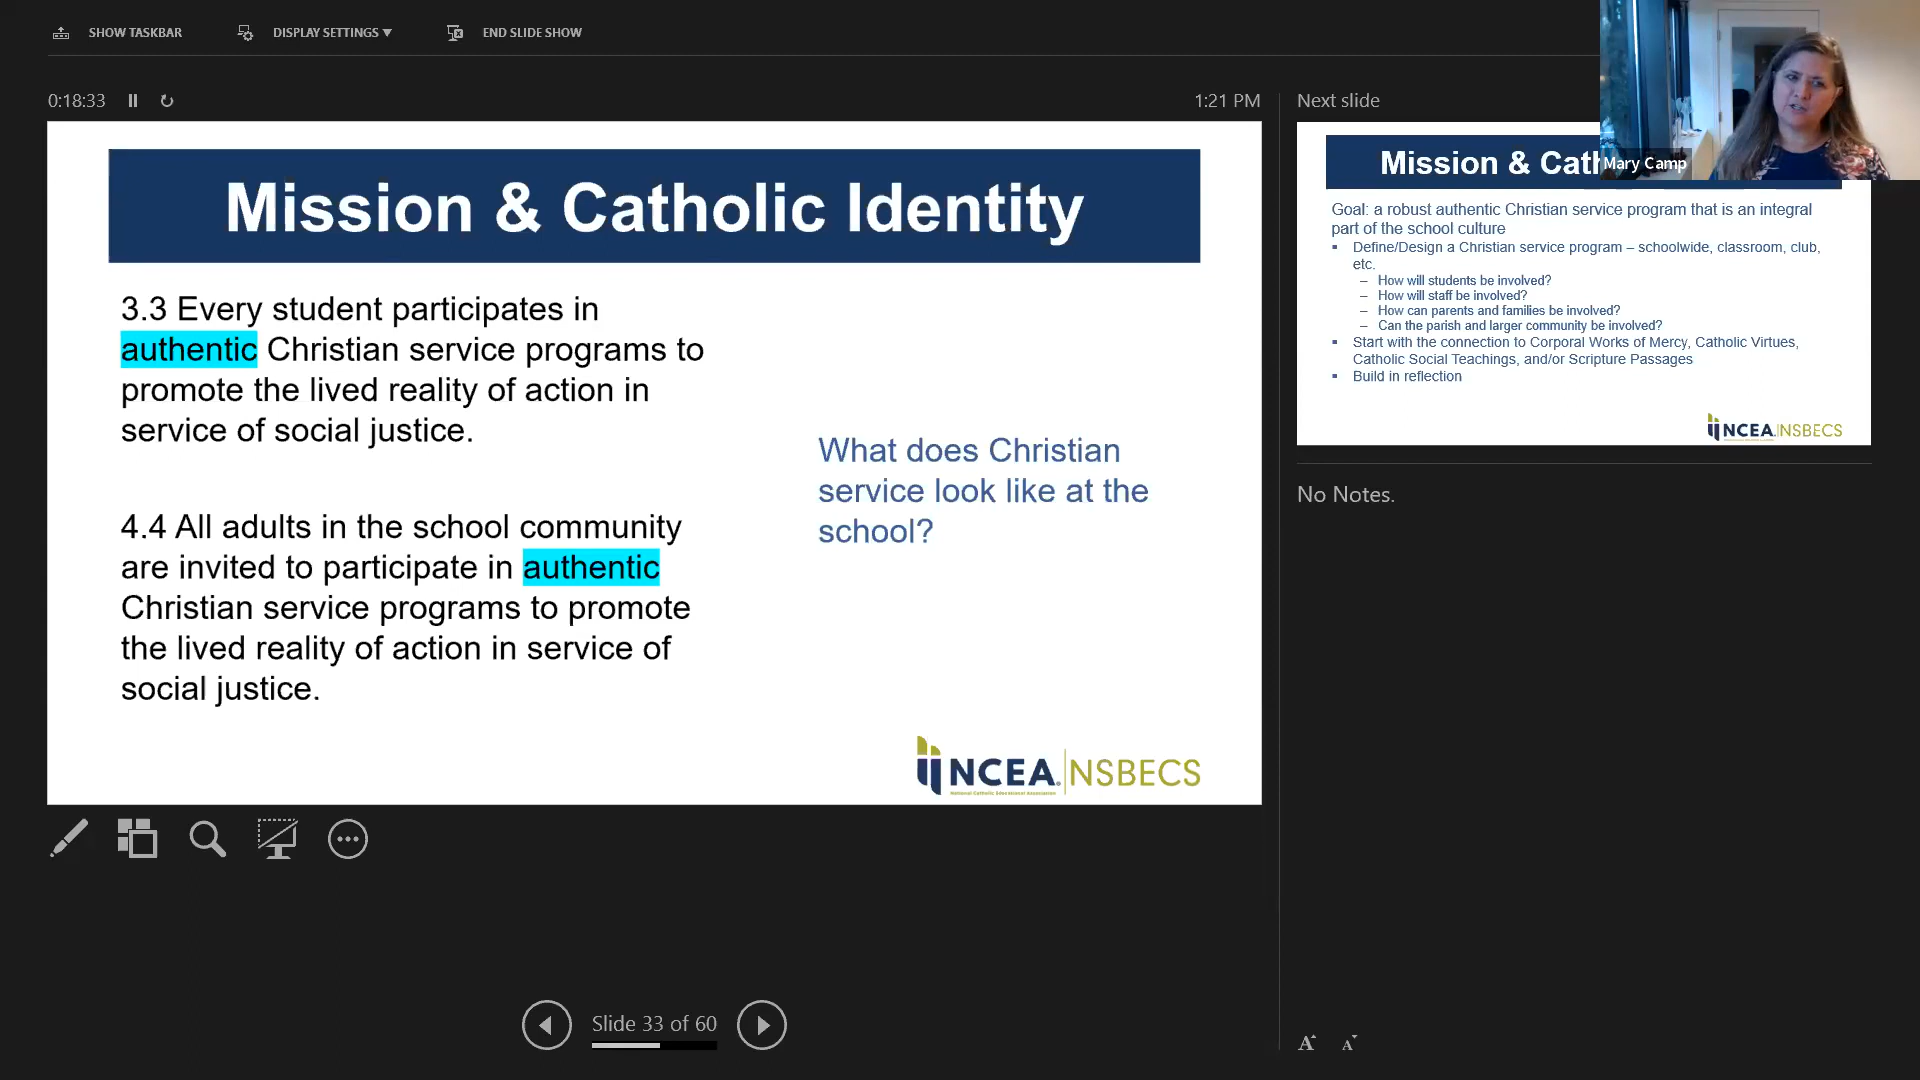 SHOW TASKBAR
DISPLAY SETTINGS ▼
END SLIDE SHOW
0:18:33
1:21 PM
Mission & Catholic Identity
3.3 Every student participates in
authentic Christian service programs to
promote the lived reality of action in
service of social justice.
4.4 All adults in the school community
are invited to participate in authentic
Christian service programs to promote
the lived reality of action in service of
social justice.
What does Christian
service look like at the
school?
NCEA. NSBECS
National Catholic Educational Association
Slide 33 of 60
Next slide
Mary Camp
Mission & Cath
Goal: a robust authentic Christian service program that is an integral
part of the school culture
▪ Define/Design a Christian service program – schoolwide, classroom, club,
etc.
– How will students be involved?
– How will staff be involved?
– How can parents and families be involved?
– Can the parish and larger community be involved?
▪ Start with the connection to Corporal Works of Mercy, Catholic Virtues,
Catholic Social Teachings, and/or Scripture Passages
▪ Build in reflection
NCEA. NSBECS
No Notes.
A A